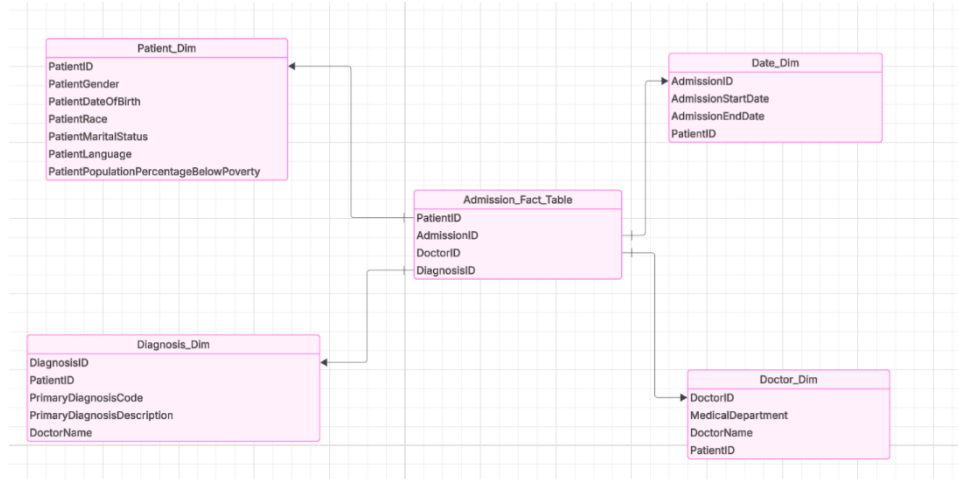 Patient_Dim
PatientID
PatientGender
PatientDateOfBirth
PatientRace
PatientMaritalStatus
PatientLanguage
PatientPopulationPercentageBelowPoverty
Date_Dim
AdmissionID
AdmissionStartDate
AdmissionEndDate
PatientID
Admission_Fact_Table
PatientID
AdmissionID
DoctorID
DiagnosisID
Diagnosis_Dim
DiagnosisID
PatientID
PrimaryDiagnosisCode
PrimaryDiagnosisDescription
DoctorName
Doctor_Dim
DoctorID
MedicalDepartment
DoctorName
PatientID